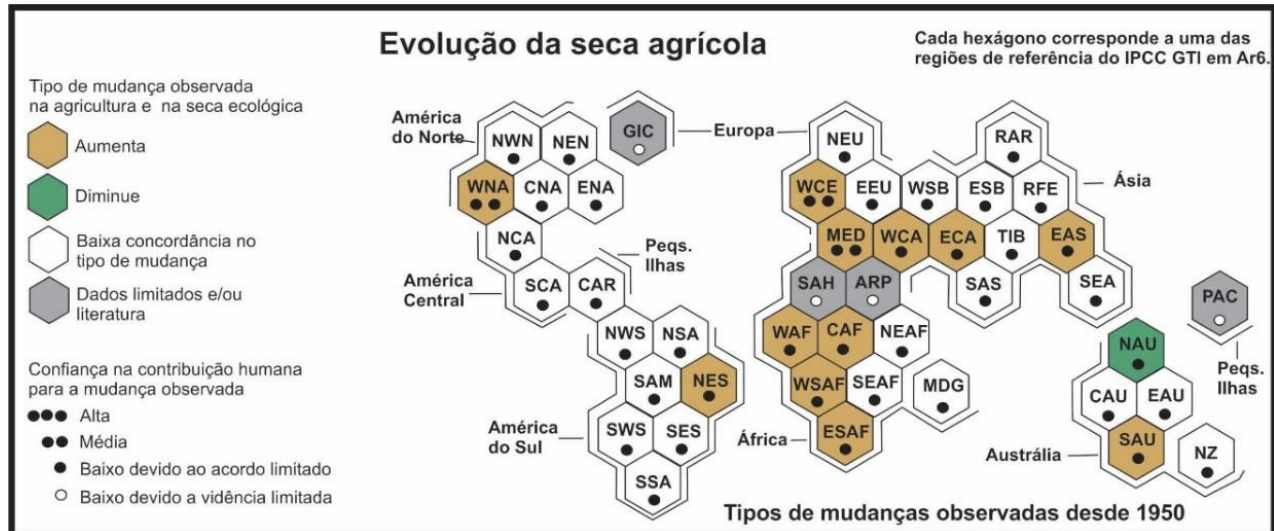 Evolução da seca agrícola
Cada hexágono corresponde a uma das
regiões de referência do IPCC GTI em Ar6.
Tipo de mudança observada
na agricultura e na seca ecológica
Aumenta
Diminue
Baixa concordância no
tipo de mudança
Dados limitados e/ou
literatura
Confiança na contribuição humana
para a mudança observada
Alta
Média
Baixo devido ao acordo limitado
Baixo devido a vidência limitada
América
do Norte
NWN
NEN
GIC
WNA
CNA
ENA
NCA
SCA
CAR
Peqs.
Ilhas
América
Central
NWS
NSA
SAM
NES
SWS
SES
SSA
América
do Sul
Europa
NEU
RAR
WCE
EEU
WSB
ESB
RFE
Ásia
MED
WCA
ECA
TIB
EAS
SAH
ARP
SAS
SEA
WAF
CAF
NEAF
WSAF
SEAF
MDG
ESAF
África
PAC
Peqs.
Ilhas
NAU
CAU
EAU
SAU
NZ
Austrália
Tipos de mudanças observadas desde 1950